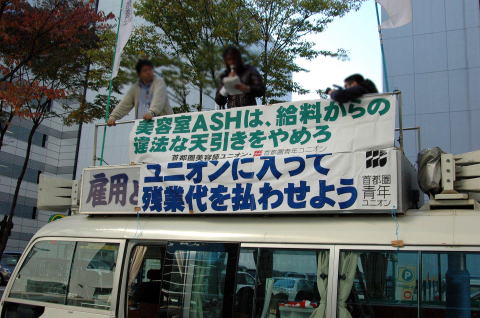 美容室ASHは、給料からの
違法な天引きをやめろ
首都圏美容師ユニオン・首都圏青年ユニオン
雇用と
ユニオンに入って
残業代を払わせよう
首都圏
青年
ユニオン